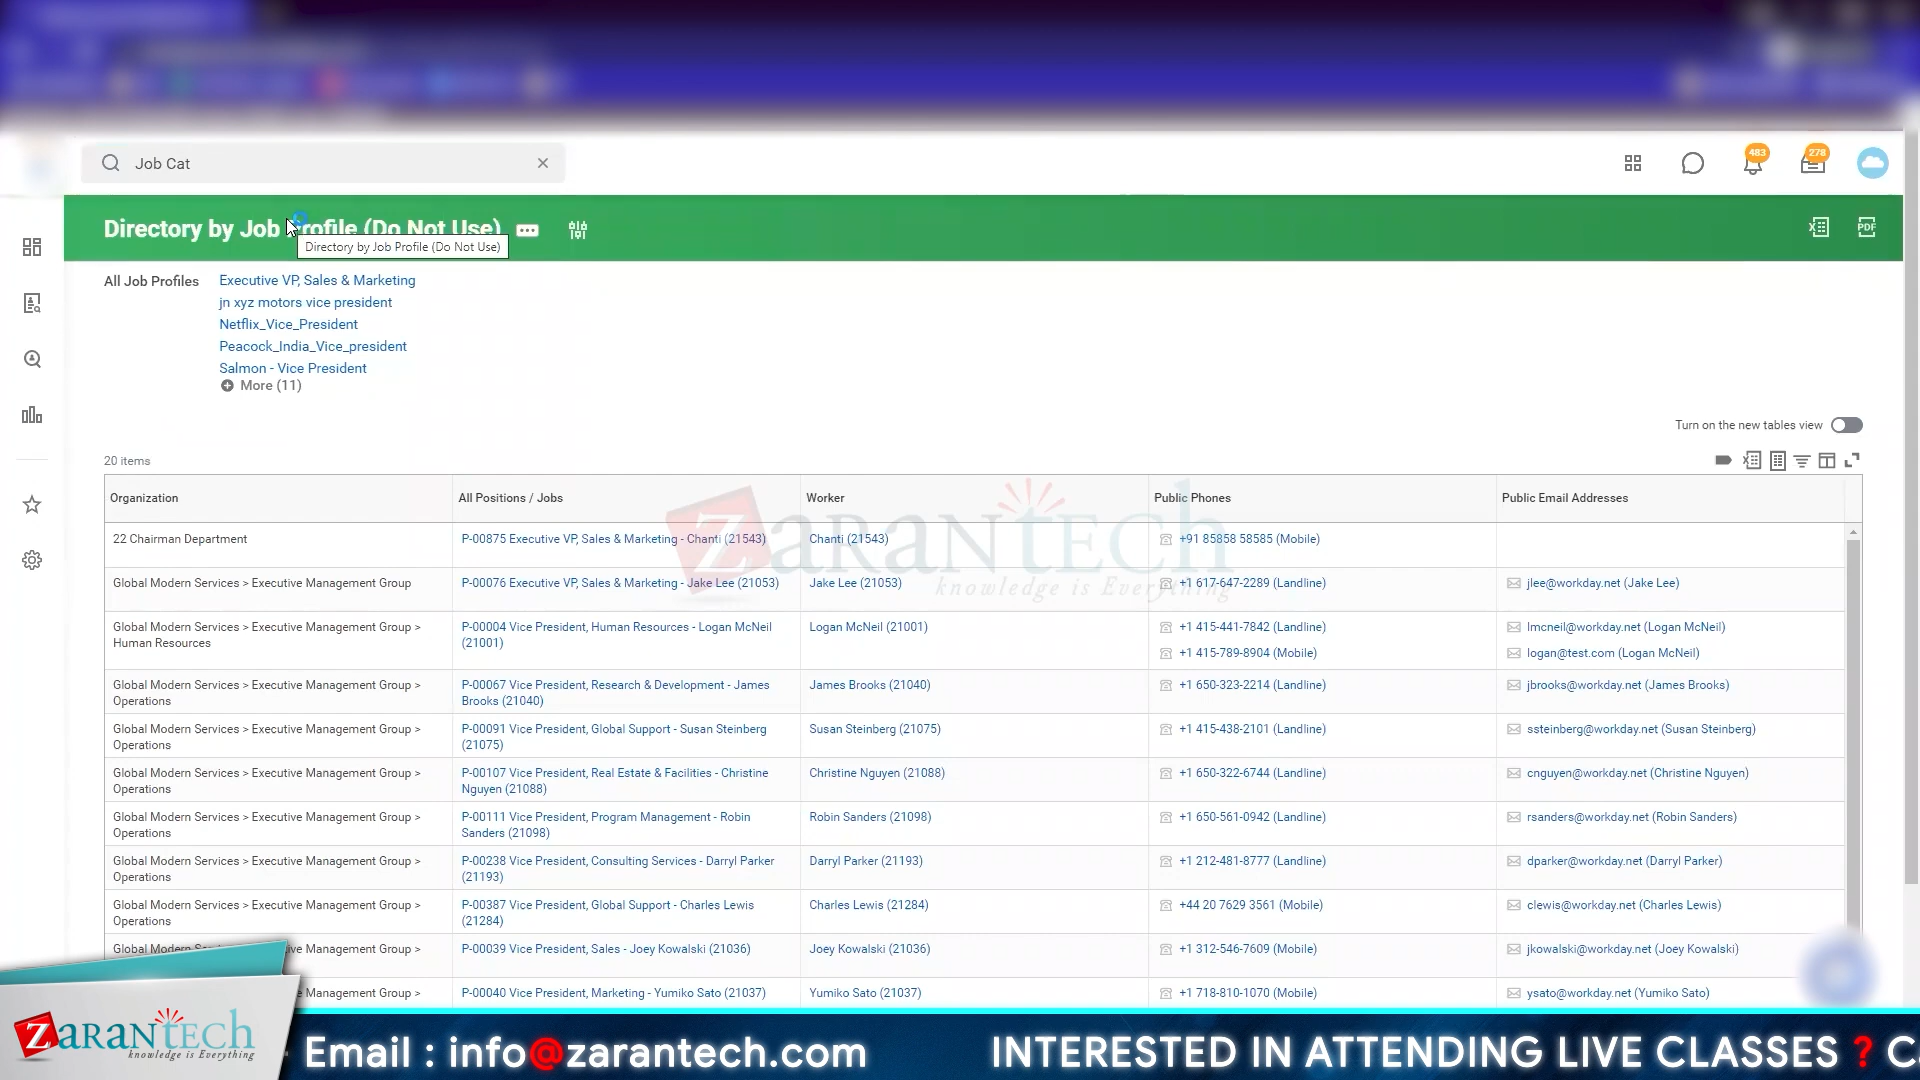 Job Cat
483
278
Directory by Job Profile (Do Not Use)
PDF
Directory by Job Profile (Do Not Use)
All Job Profiles
Executive VP, Sales & Marketing
jn xyz motors vice president
Netflix_Vice_President
Peacock_India_Vice_president
Salmon - Vice President
More (11)
Turn on the new tables view
20 items
Organization All Positions / Jobs Worker Public Phones Public Email Addresses
22 Chairman Department P-00875 Executive VP, Sales & Marketing - Chanti (21543) Chanti (21543) +91 85858 58585 (Mobile)
Global Modern Services > Executive Management Group P-00076 Executive VP, Sales & Marketing - Jake Lee (21053) Jake Lee (21053) +1 617-647-2289 (Landline) jlee@workday.net (Jake Lee)
Global Modern Services > Executive Management Group > P-00004 Vice President, Human Resources - Logan McNeil Logan McNeil (21001) +1 415-441-7842 (Landline) lmcneil@workday.net (Logan McNeil)
Human Resources (21001) +1 415-789-8904 (Mobile) logan@test.com (Logan McNeil)
Global Modern Services > Executive Management Group > P-00067 Vice President, Research & Development - James James Brooks (21040) +1 650-323-2214 (Landline) jbrooks@workday.net (James Brooks)
Operations Brooks (21040)
Global Modern Services > Executive Management Group > P-00091 Vice President, Global Support - Susan Steinberg Susan Steinberg (21075) +1 415-438-2101 (Landline) ssteinberg@workday.net (Susan Steinberg)
Operations (21075)
Global Modern Services > Executive Management Group > P-00107 Vice President, Real Estate & Facilities - Christine Christine Nguyen (21088) +1 650-322-6744 (Landline) cnguyen@workday.net (Christine Nguyen)
Operations Nguyen (21088)
Global Modern Services > Executive Management Group > P-00111 Vice President, Program Management - Robin Robin Sanders (21098) +1 650-561-0942 (Landline) rsanders@workday.net (Robin Sanders)
Operations Sanders (21098)
Global Modern Services > Executive Management Group > P-00238 Vice President, Consulting Services - Darryl Parker Darryl Parker (21193) +1 212-481-8777 (Landline) dparker@workday.net (Darryl Parker)
Operations (21193)
Global Modern Services > Executive Management Group > P-00387 Vice President, Global Support - Charles Lewis Charles Lewis (21284) +44 20 7629 3561 (Mobile) clewis@workday.net (Charles Lewis)
Operations (21284)
Global Modern Management Group > P-00039 Vice President, Sales - Joey Kowalski (21036) Joey Kowalski (21036) +1 312-546-7609 (Mobile) jkowalski@workday.net (Joey Kowalski)
Management Group > P-00040 Vice President, Marketing - Yumiko Sato (21037) Yumiko Sato (21037) +1 718-810-1070 (Mobile) ysato@workday.net (Yumiko Sato)
ZARANTECH
knowledge is Everything
ZARANTECH
knowledge is Everything
Email : info@zarantech.com INTERESTED IN ATTENDING LIVE CLASSES ?